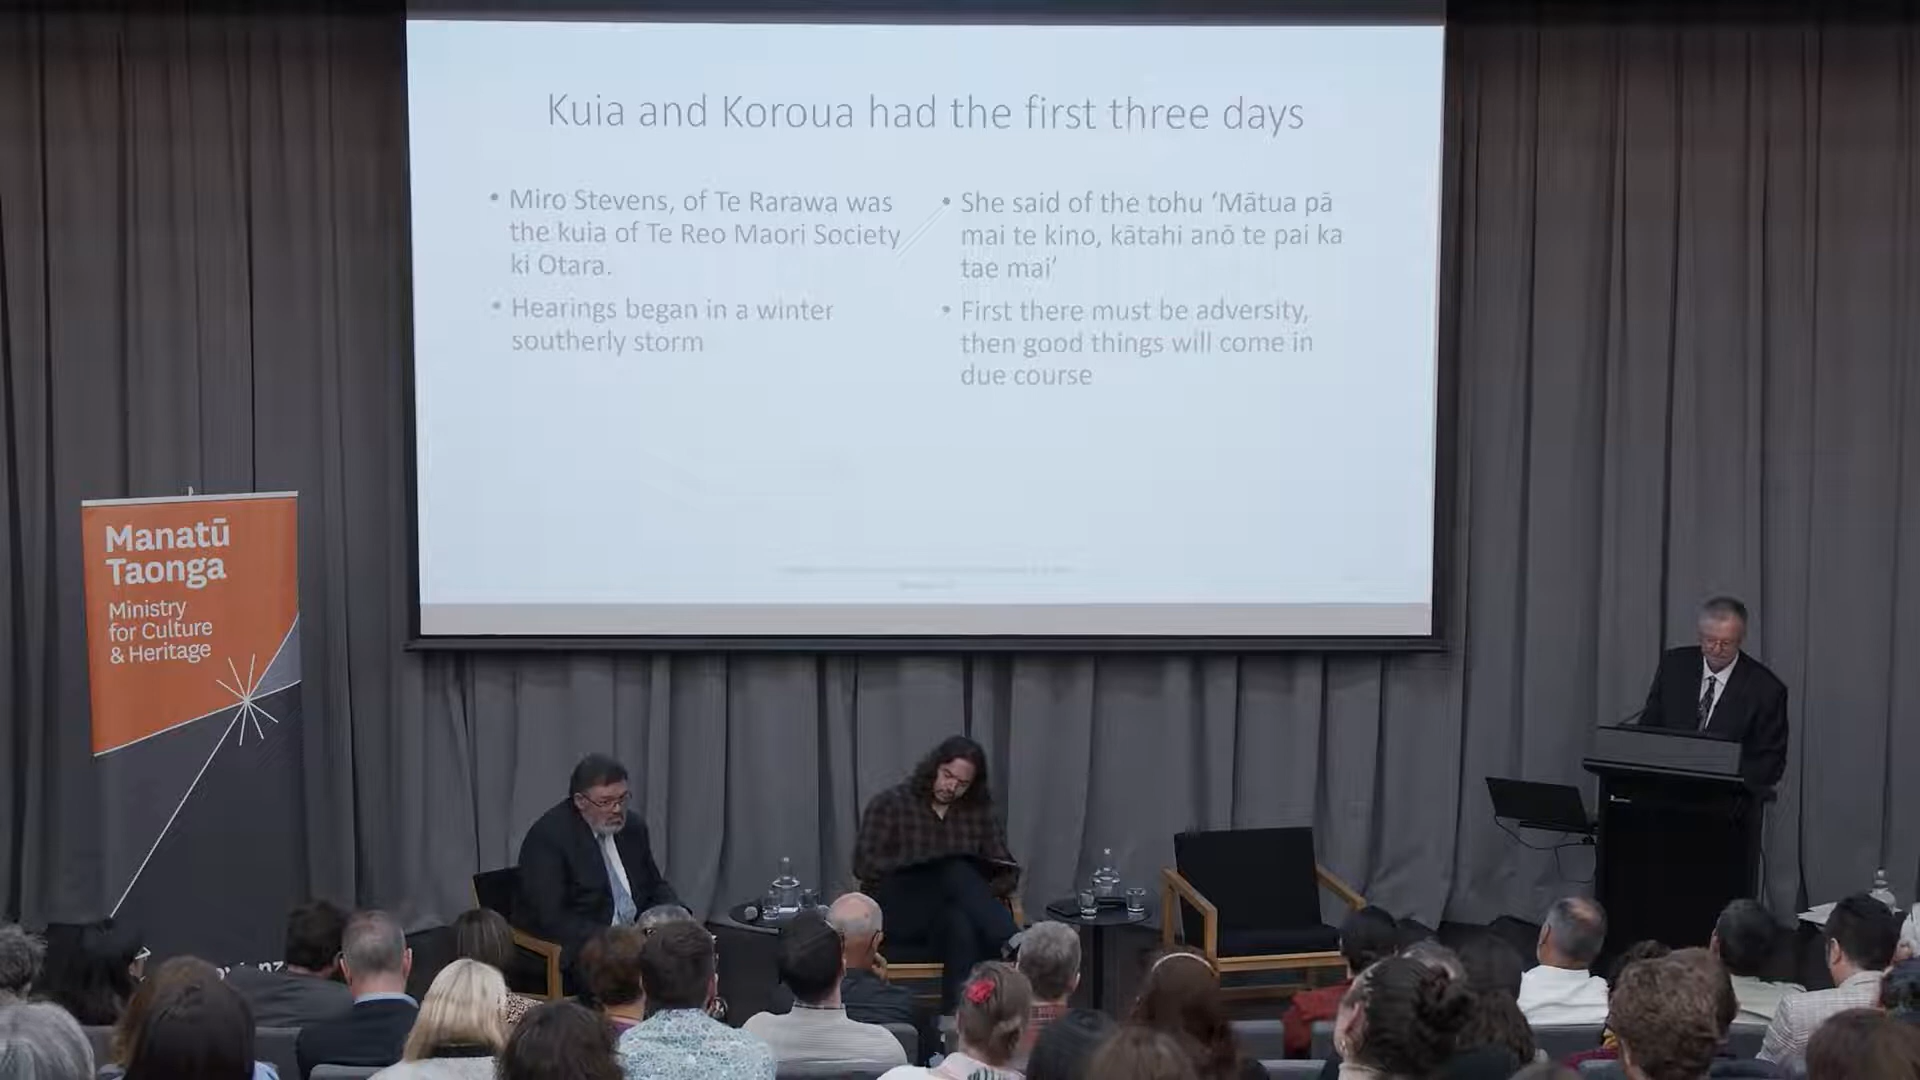 Kuia and Koroua had the first three days
• Miro Stevens, of Te Rarawa was
the kuia of Te Reo Maori Society
ki Otara.
• Hearings began in a winter
southerly storm
• She said of the tohu ‘Mātua pā
mai te kino, kātahi anō te pai ka
tae mai’
• First there must be adversity,
then good things will come in
due course
Manatū
Taonga
Ministry
for Culture
& Heritage